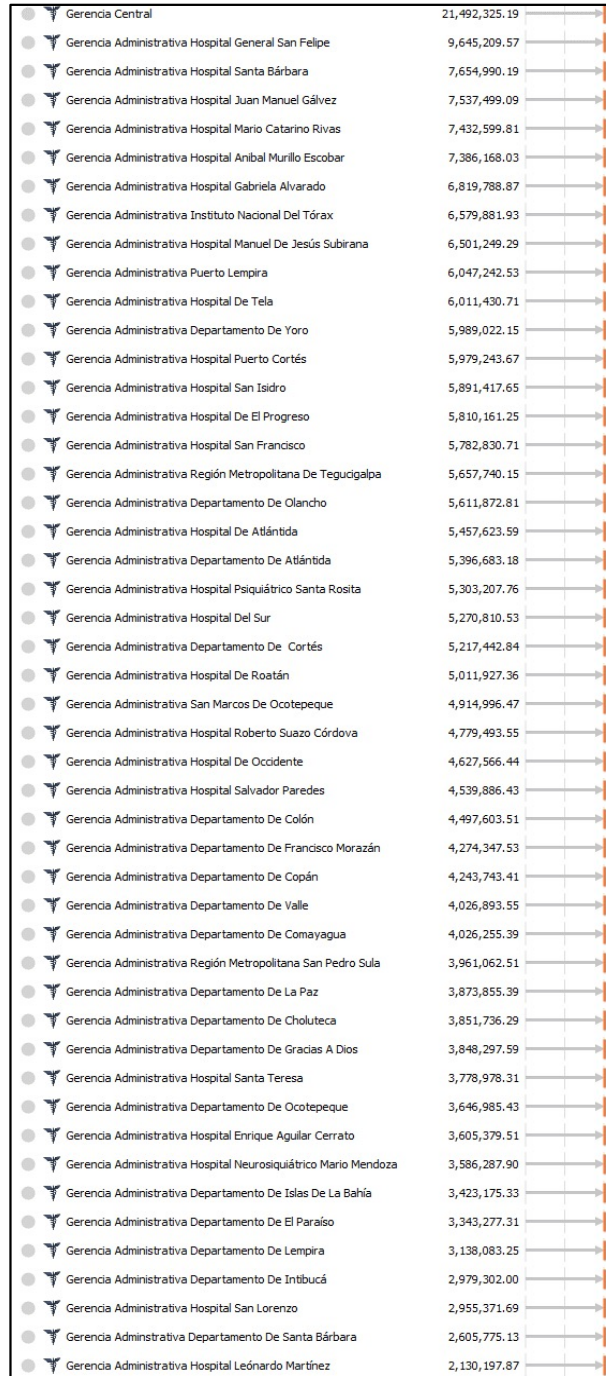 Gerencia Central 21,492,325.19
Gerencia Administrativa Hospital General San Felipe 9,645,209.57
Gerencia Administrativa Hospital Santa Bárbara 7,654,990.19
Gerencia Administrativa Hospital Juan Manuel Gálvez 7,537,499.09
Gerencia Administrativa Hospital Mario Catarino Rivas 7,432,599.81
Gerencia Administrativa Hospital Anibal Murillo Escobar 7,386,168.03
Gerencia Administrativa Hospital Gabriela Alvarado 6,819,788.87
Gerencia Administrativa Instituto Nacional Del Tórax 6,579,881.93
Gerencia Administrativa Hospital Manuel De Jesús Subirana 6,501,249.29
Gerencia Administrativa Puerto Lempira 6,047,242.53
Gerencia Administrativa Hospital De Tela 6,011,430.71
Gerencia Administrativa Departamento De Yoro 5,989,022.15
Gerencia Administrativa Hospital Puerto Cortés 5,979,243.67
Gerencia Administrativa Hospital San Isidro 5,891,417.65
Gerencia Administrativa Hospital De El Progreso 5,810,161.25
Gerencia Administrativa Hospital San Francisco 5,782,830.71
Gerencia Administrativa Región Metropolitana De Tegucigalpa 5,657,740.15
Gerencia Administrativa Departamento De Olancho 5,611,872.81
Gerencia Administrativa Hospital De Atlántida 5,457,623.59
Gerencia Administrativa Departamento De Atlántida 5,396,683.18
Gerencia Administrativa Hospital Psiquiátrico Santa Rosita 5,303,207.76
Gerencia Administrativa Hospital Del Sur 5,270,810.53
Gerencia Administrativa Departamento De Cortés 5,217,442.84
Gerencia Administrativa Hospital De Roatán 5,011,927.36
Gerencia Administrativa San Marcos De Ocotepeque 4,914,996.47
Gerencia Administrativa Hospital Roberto Suazo Córdova 4,779,493.55
Gerencia Administrativa Hospital De Occidente 4,627,566.44
Gerencia Administrativa Hospital Salvador Paredes 4,539,886.43
Gerencia Administrativa Departamento De Colón 4,497,603.51
Gerencia Administrativa Departamento De Francisco Morazán 4,274,347.53
Gerencia Administrativa Departamento De Copán 4,243,743.41
Gerencia Administrativa Departamento De Valle 4,026,893.55
Gerencia Administrativa Departamento De Comayagua 4,026,255.39
Gerencia Administrativa Región Metropolitana San Pedro Sula 3,961,062.51
Gerencia Administrativa Departamento De La Paz 3,873,855.39
Gerencia Administrativa Departamento De Choluteca 3,851,736.29
Gerencia Administrativa Departamento De Gracias A Dios 3,848,297.59
Gerencia Administrativa Hospital Santa Teresa 3,778,978.31
Gerencia Administrativa Departamento De Ocotepeque 3,646,985.43
Gerencia Administrativa Hospital Enrique Aguilar Cerrato 3,605,379.51
Gerencia Administrativa Hospital Neurosiquiátrico Mario Mendoza 3,586,287.90
Gerencia Administrativa Departamento De Islas De La Bahía 3,423,175.33
Gerencia Administrativa Departamento De El Paraíso 3,343,277.31
Gerencia Administrativa Departamento De Lempira 3,138,083.25
Gerencia Administrativa Departamento De Intibucá 2,979,302.00
Gerencia Administrativa Hospital San Lorenzo 2,955,371.69
Gerencia Adminstrativa Departamento De Santa Bárbara 2,605,775.13
Gerencia Administrativa Hospital Leónardo Martínez 2,130,197.87